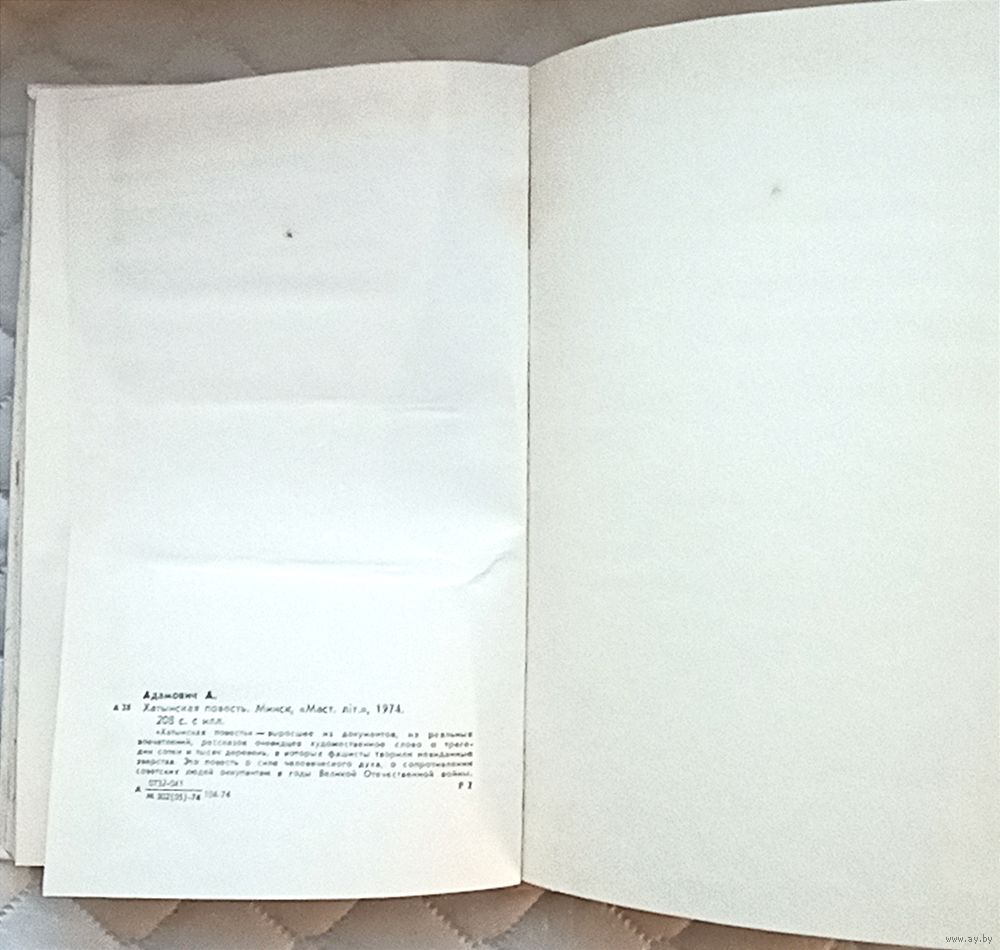 Адамович А.
А 28 Хатынская повесть. Минск, «Маст. літ.», 1974.
208 с. с илл.
«Хатынская повесть» — выросшее из документов, из реальных
впечатлений, рассказов очевидцев художественное слово о траге-
дии сотен и тысяч деревень, в которых фашисты творили невиданные
зверства. Это повесть о силе человеческого духа, о сопротивлении
советских людей оккупантам в годы Великой Отечественной войны.
А 0732-041
М 302(05)-74 104-74 Р 2
www.ay.by